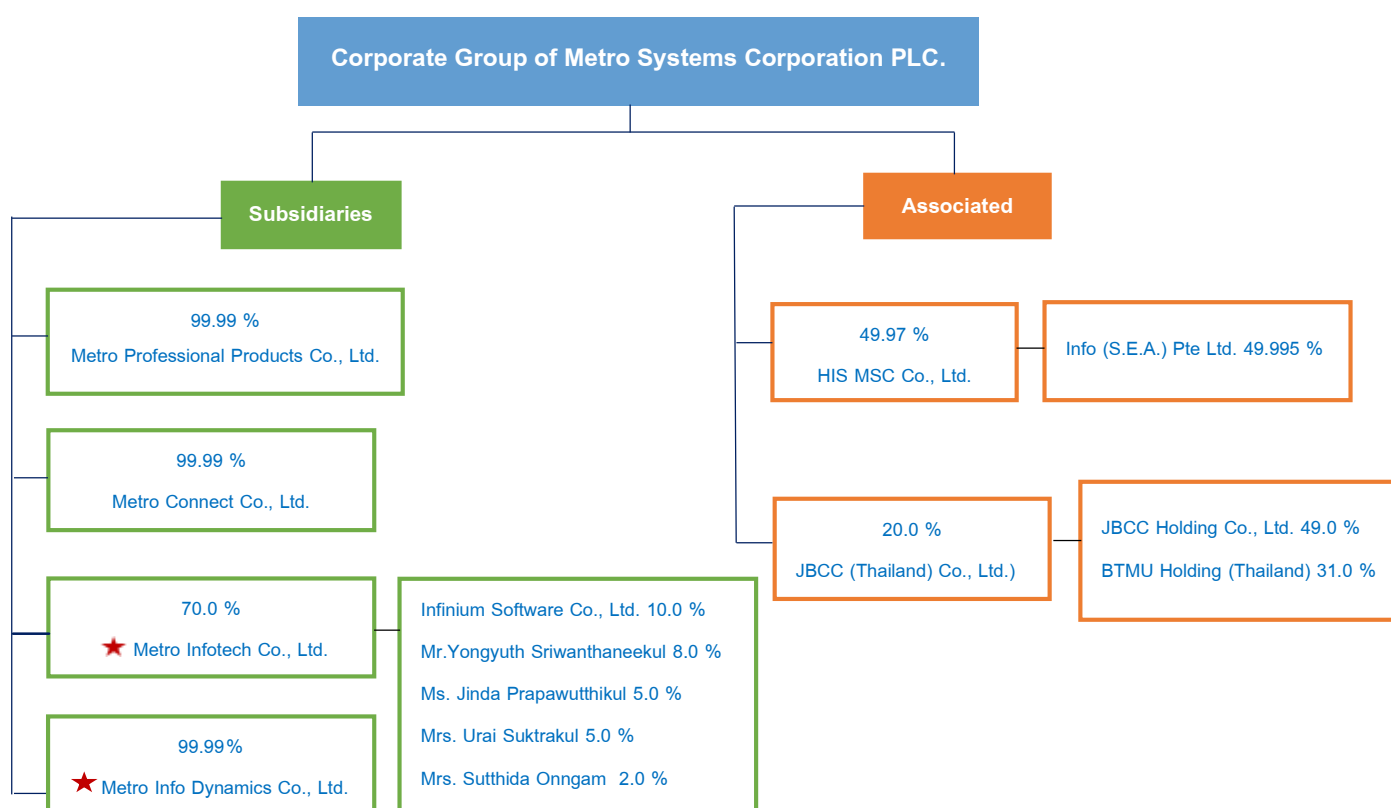 Corporate Group of Metro Systems Corporation PLC.
Subsidiaries
99.99 %
Metro Professional Products Co., Ltd.
99.99 %
Metro Connect Co., Ltd.
70.0 %
Metro Infotech Co., Ltd.
Infinium Software Co., Ltd. 10.0 %
Mr.Yongyuth Sriwanthaneekul 8.0 %
Ms. Jinda Prapawutthikul 5.0 %
Mrs. Urai Suktrakul 5.0 %
Mrs. Sutthida Onngam  2.0 %
99.99%
Metro Info Dynamics Co., Ltd.
Associated
49.97 %
HIS MSC Co., Ltd.
Info (S.E.A.) Pte Ltd. 49.995 %
20.0 %
JBCC (Thailand) Co., Ltd.)
JBCC Holding Co., Ltd. 49.0 %
BTMU Holding (Thailand) 31.0 %